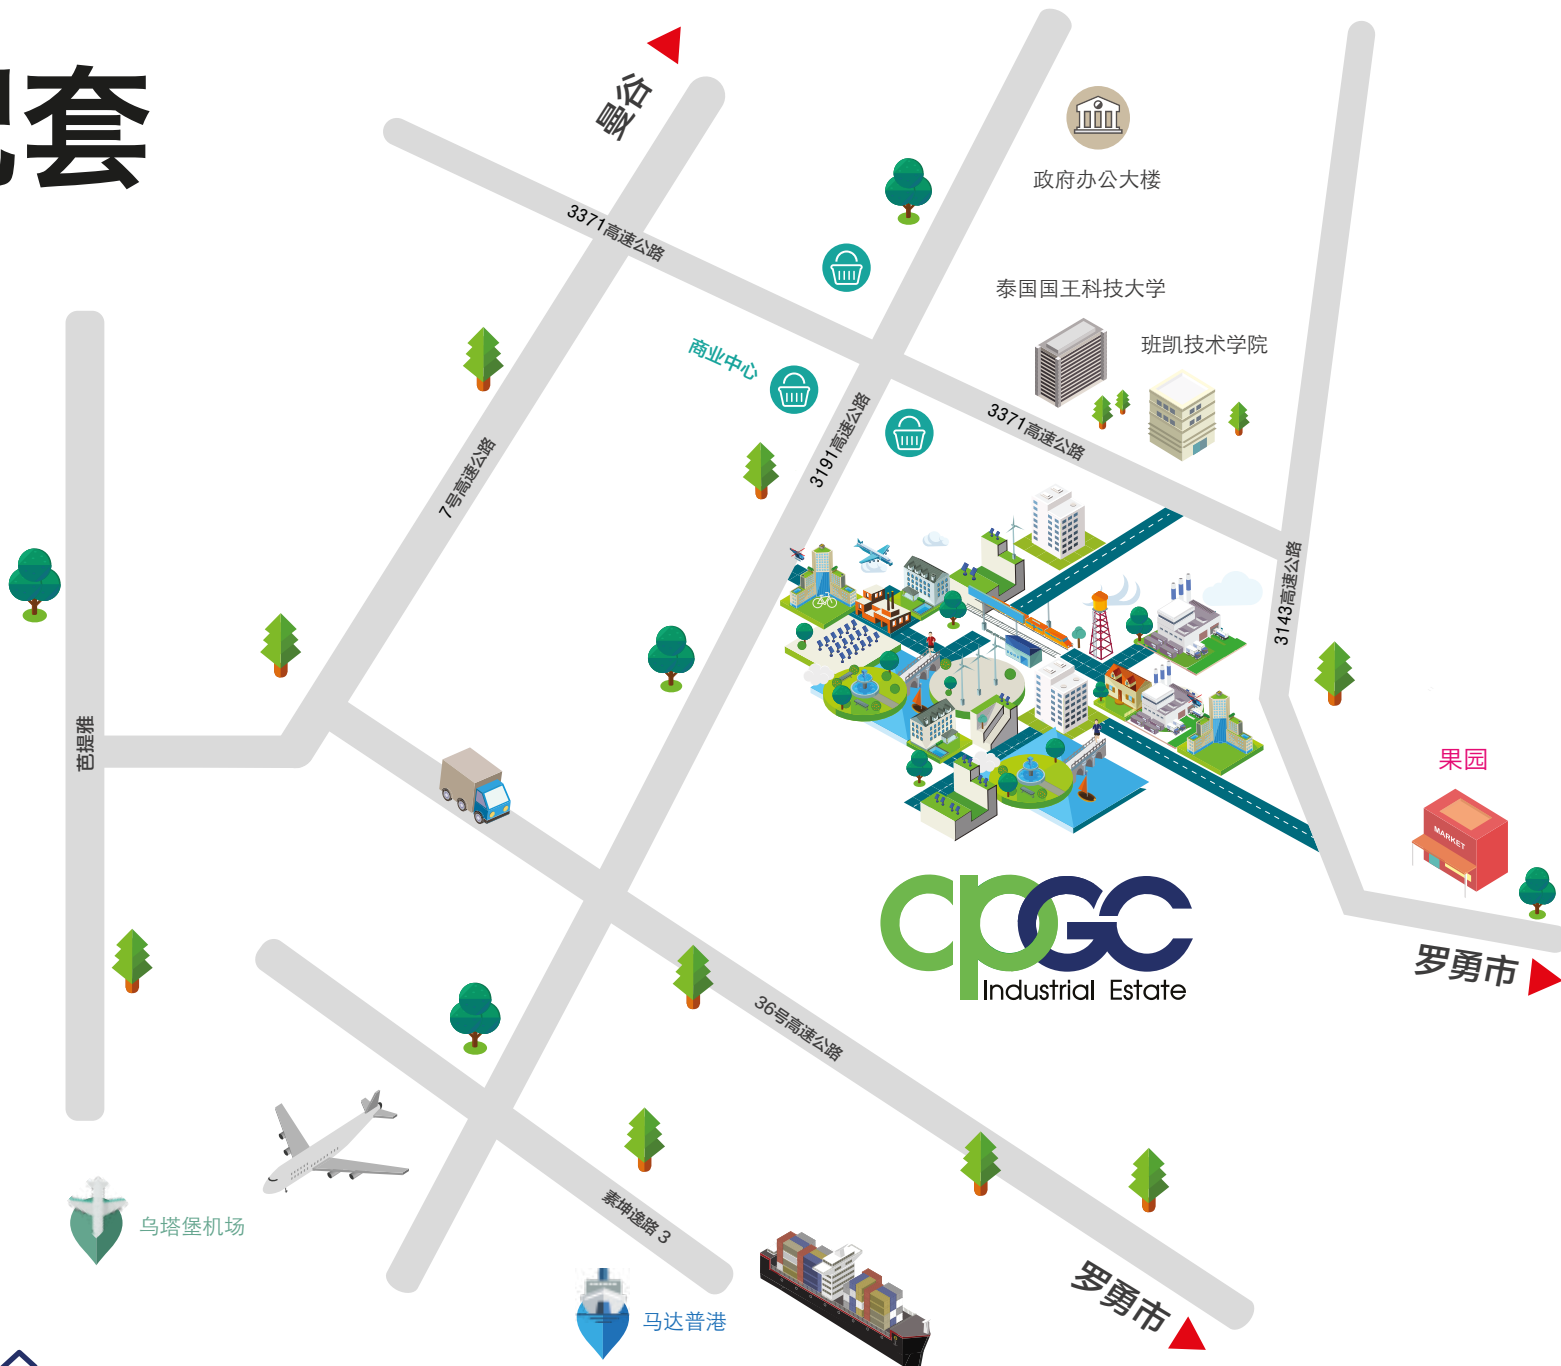 配套
曼谷
政府办公大楼
3371高速公路
泰国国王科技大学
班凯技术学院
商业中心
3371高速公路
3191高速公路
7号高速公路
3143高速公路
芭提雅
果园
MARKET
cpGC
Industrial Estate
罗勇市
36号高速公路
素坤逸路 3
乌塔堡机场
马达普港
罗勇市